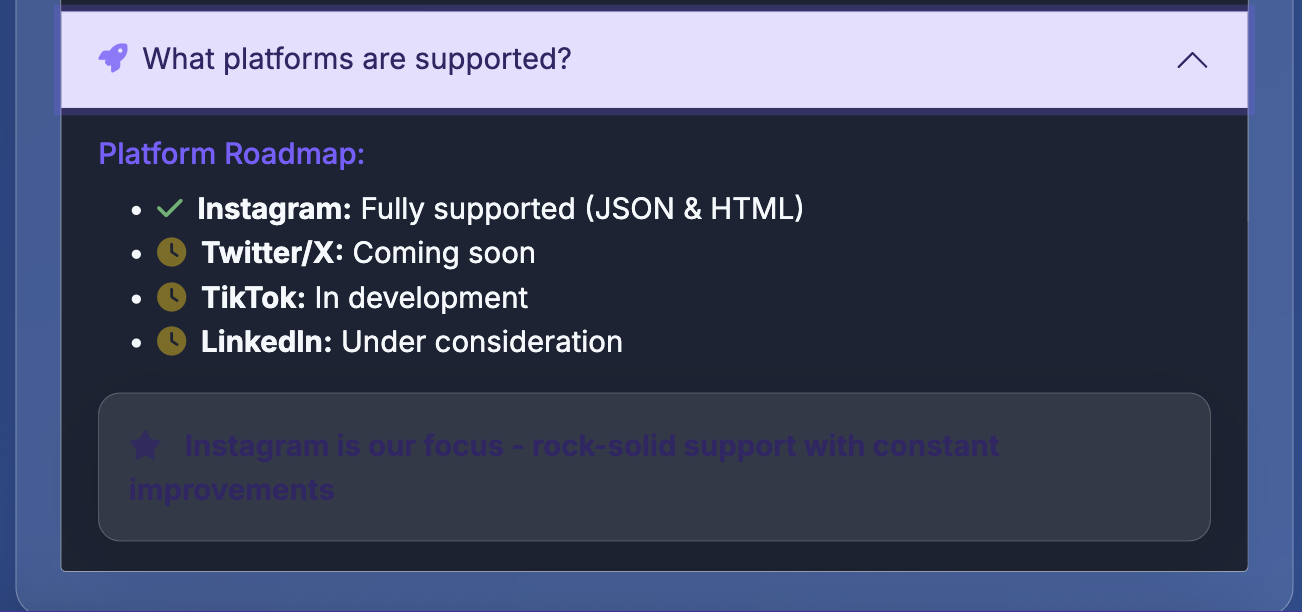 What platforms are supported?
Platform Roadmap:
Instagram: Fully supported (JSON & HTML)
Twitter/X: Coming soon
TikTok: In development
LinkedIn: Under consideration
Instagram is our focus - rock-solid support with constant
improvements